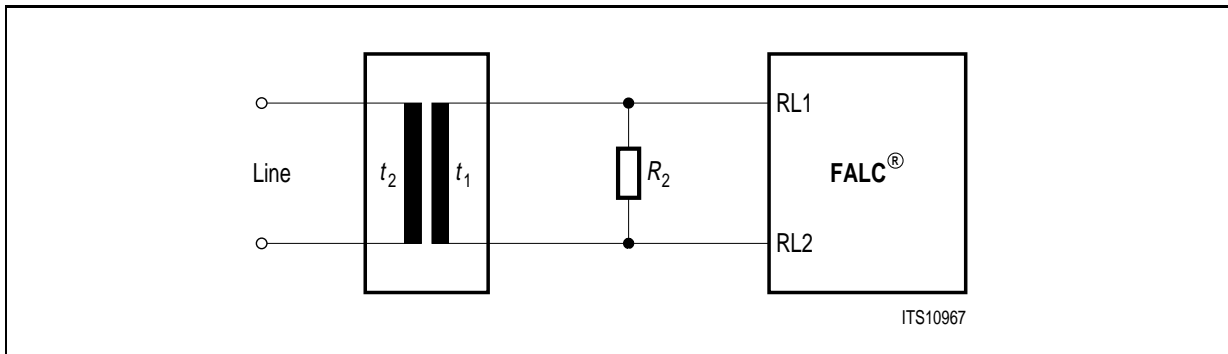 RL1
Line
t2
t1
R2
FALC®
RL2
ITS10967